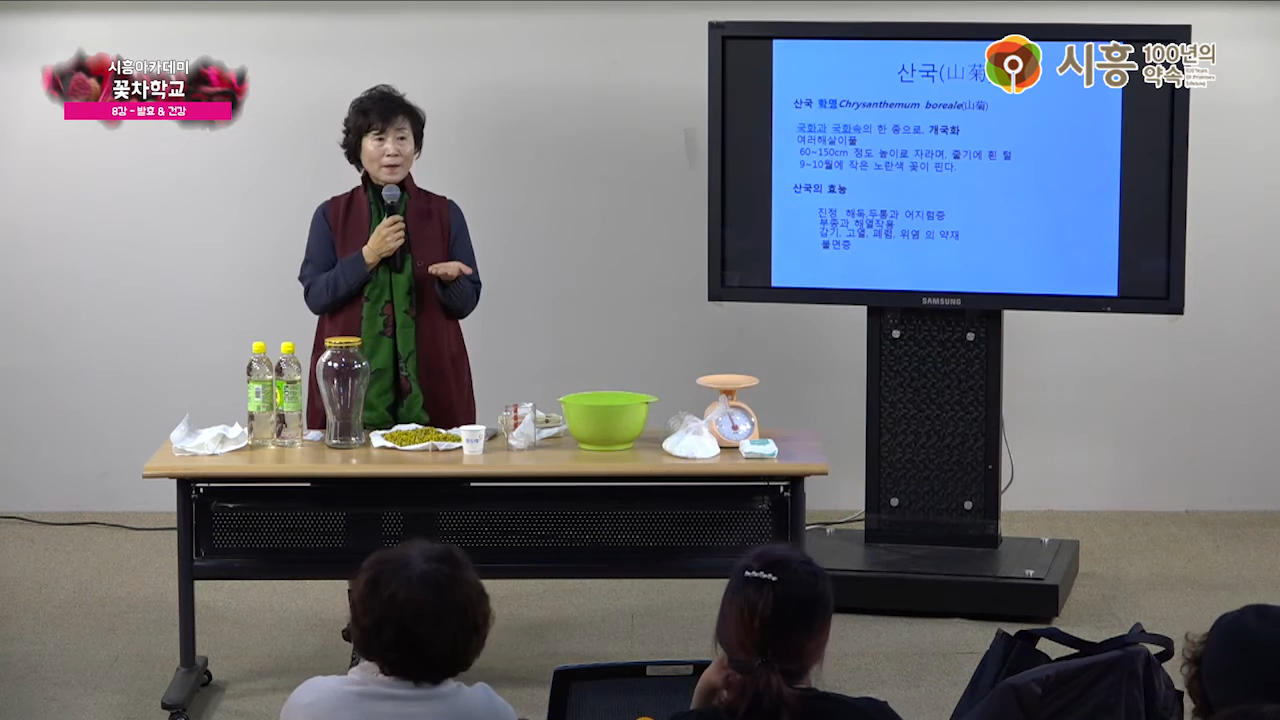 시흥아카데미
꽃차학교
8강 - 발효 & 건강
시흥 100년의
약속
산국(山菊
산국 학명Chrysanthemum boreale(山菊)
국화과 국화속의 한 종으로, 개국화
여러해살이풀
60~150cm 정도 높이로 자라며, 줄기에 흰 털
9~10월에 작은 노란색 꽃이 핀다.
산국의 효능
진정 해독,두통과 어지럼증
부종과 해열작용
감기, 고열, 폐렴, 위염 의 약재
불면증
SAMSUNG